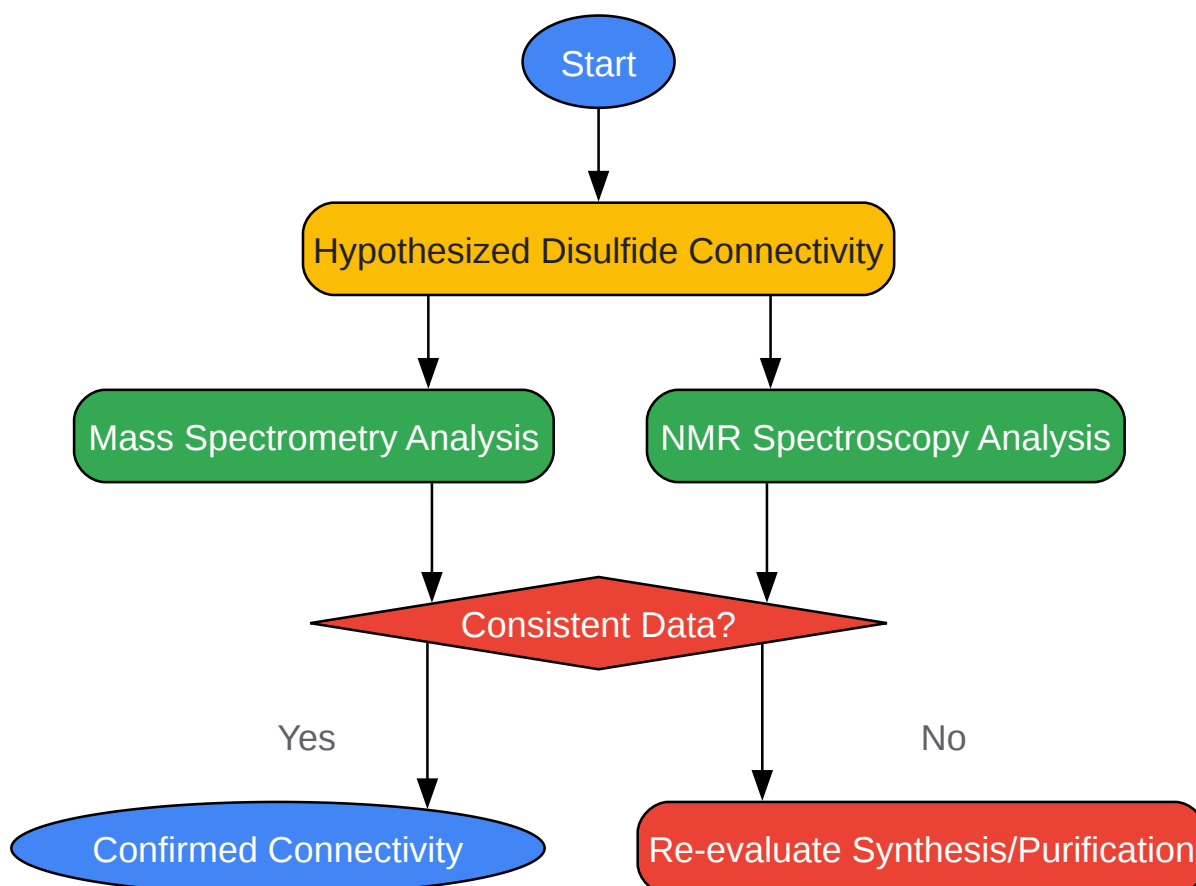 Start
Hypothesized Disulfide Connectivity
Mass Spectrometry Analysis
NMR Spectroscopy Analysis
Consistent Data?
Yes
No
Confirmed Connectivity
Re-evaluate Synthesis/Purification